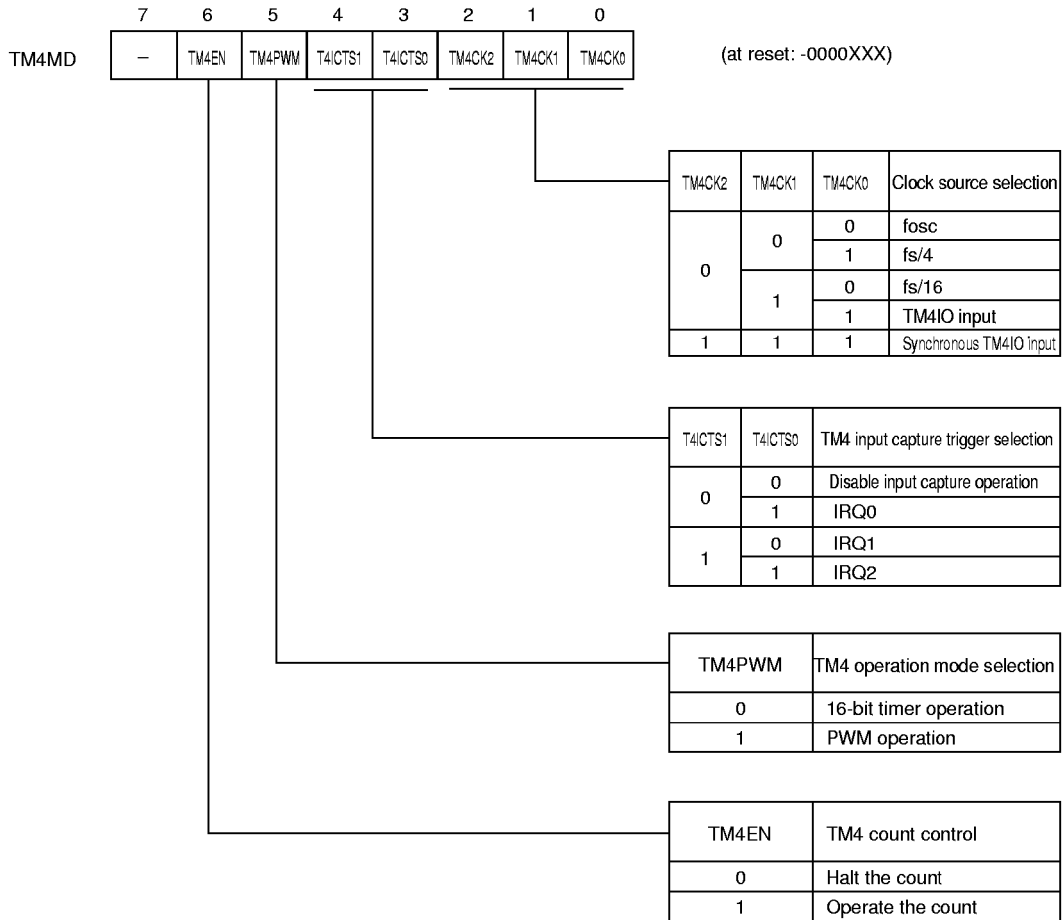 7 6 5 4 3 2 1 0
TM4MD – TM4EN TM4PWM T4ICTS1 T4ICTS0 TM4CK2 TM4CK1 TM4CK0 (at reset: -0000XXX)
TM4CK2 TM4CK1 TM4CK0 Clock source selection
0 0 0 fosc
1 fs/4
1 0 fs/16
1 TM4IO input
1 1 1 Synchronous TM4IO input
T4ICTS1 T4ICTS0 TM4 input capture trigger selection
0 0 Disable input capture operation
1 IRQ0
1 0 IRQ1
1 IRQ2
TM4PWM TM4 operation mode selection
0 16-bit timer operation
1 PWM operation
TM4EN TM4 count control
0 Halt the count
1 Operate the count